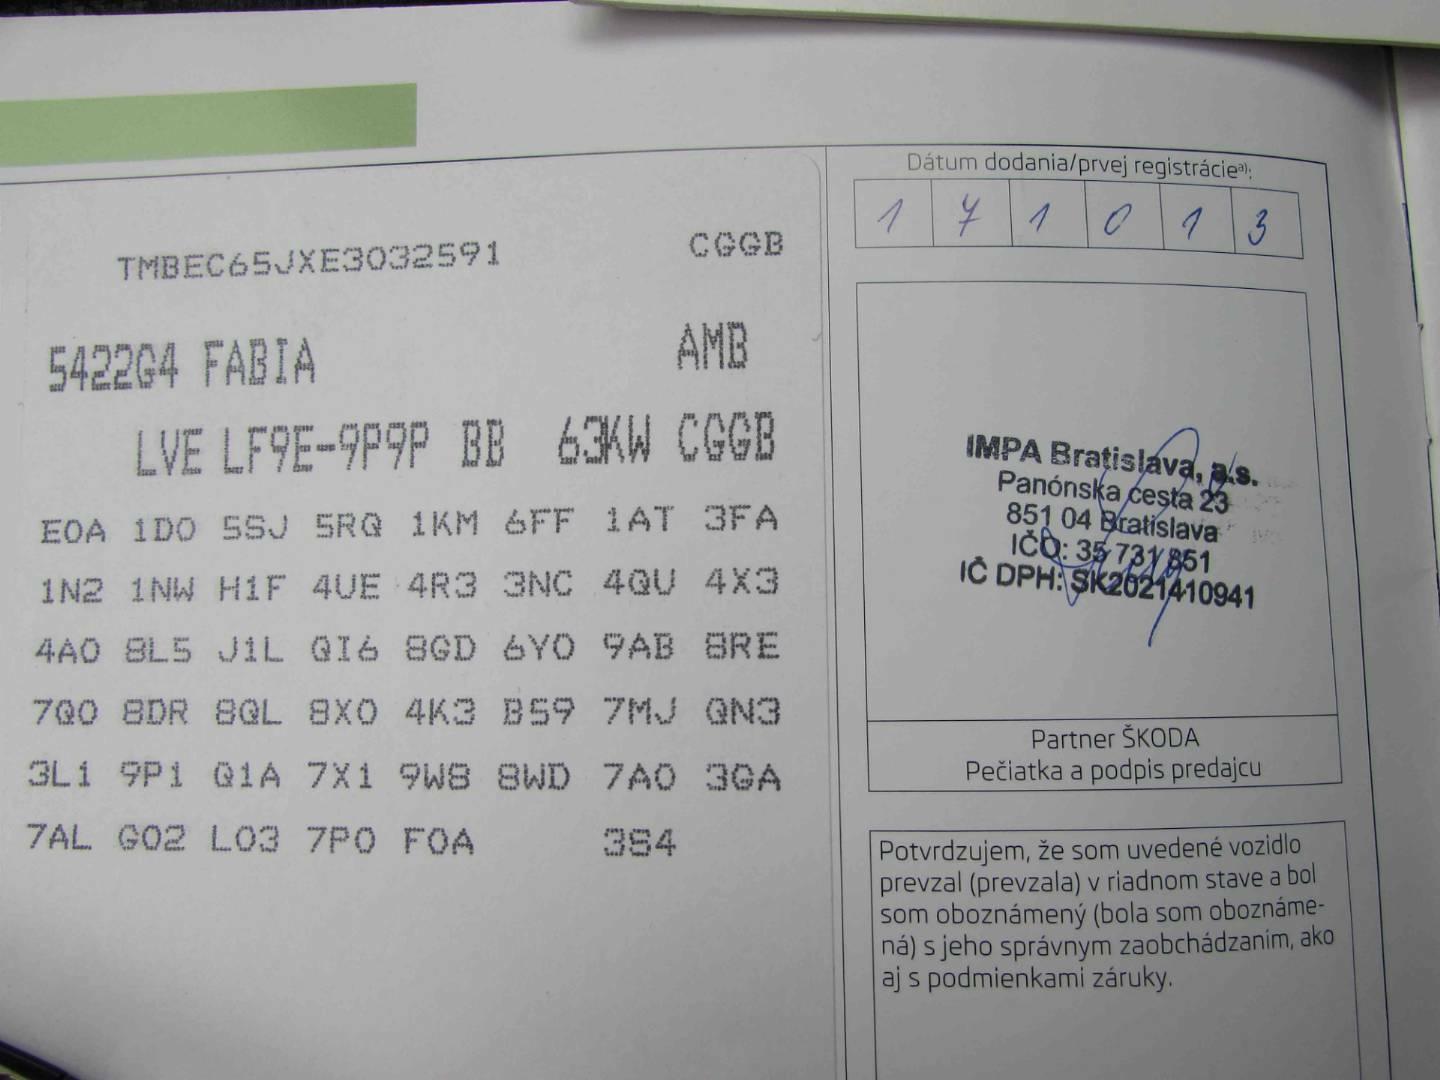 TMBEC65JXE3032591 CGGB
5422G4 FABIA AMB
LVE LF9E-9P9P BB 63KW CGGB
E0A 1D0 5SJ 5RQ 1KM 6FF 1AT 3FA
1N2 1NW H1F 4UE 4R3 3NC 4QU 4X3
4A0 8L5 J1L QI6 8GD 6Y0 9AB 8RE
7Q0 8DR 8QL 8X0 4K3 B59 7MJ QN3
3L1 9P1 Q1A 7X1 9W8 8WD 7A0 3GA
7AL G02 L03 7P0 F0A 3S4
Dátum dodania/prvej registrácieª⁾:
1 7 1 0 1 3
IMPA Bratislava, a.s.
Panónska cesta 23
851 04 Bratislava
IČO: 35 731 851
IČ DPH: SK2021410941
Partner ŠKODA
Pečiatka a podpis predajcu
Potvrdzujem, že som uvedené vozidlo
prevzal (prevzala) v riadnom stave a bol
som oboznámený (bola som oboznáme-
ná) s jeho správnym zaobchádzaním, ako
aj s podmienkami záruky.